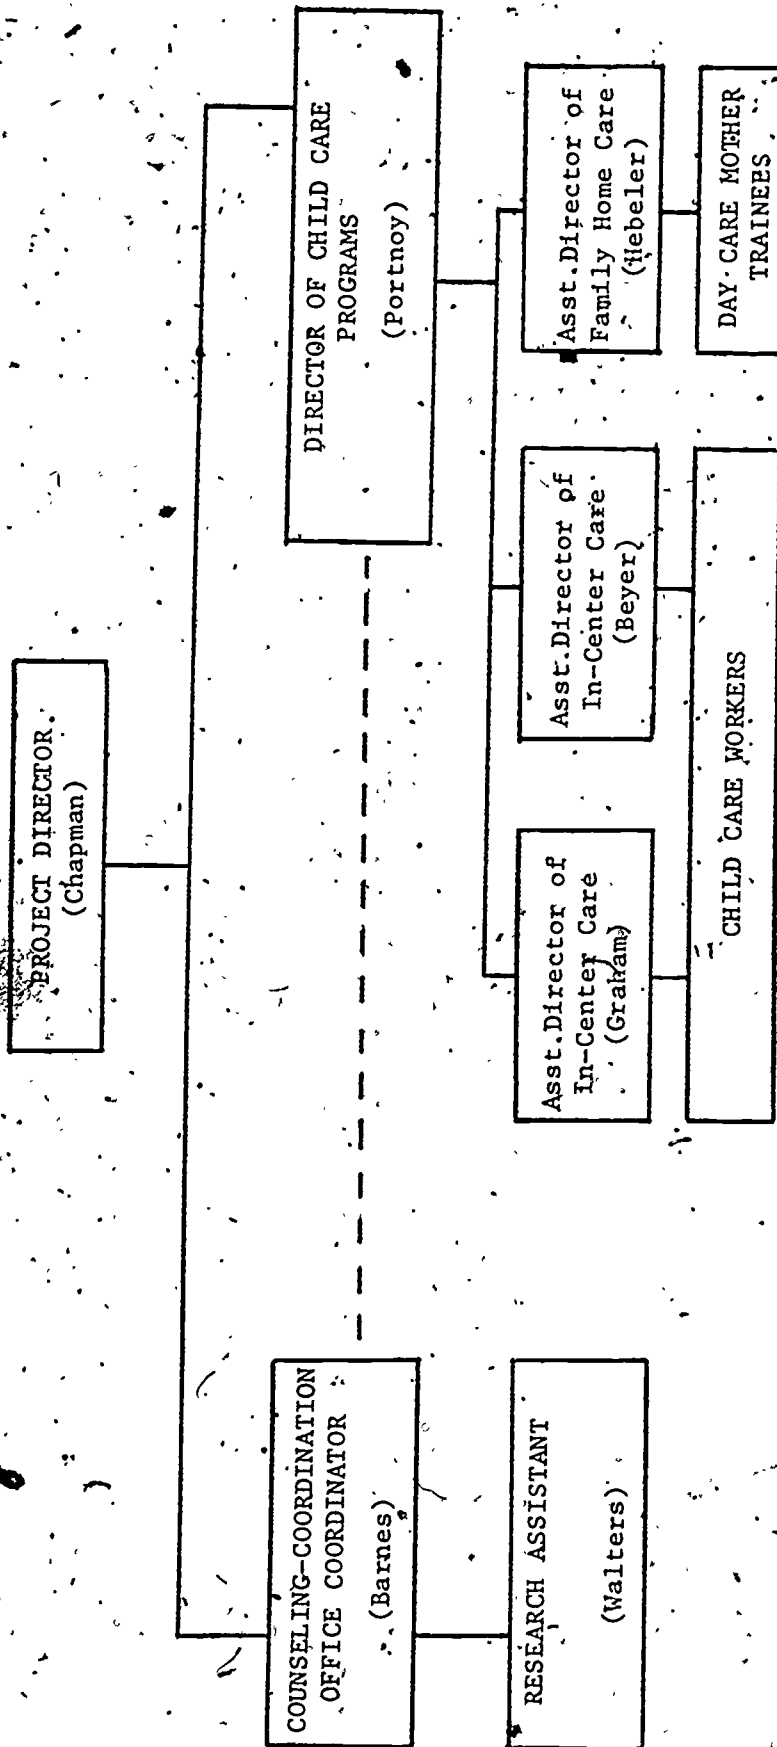 PROJECT DIRECTOR
(Chapman)
COUNSELING-COORDINATION
OFFICE COORDINATOR
(Barnes)
DIRECTOR OF CHILD CARE
PROGRAMS
(Portnoy)
RESEARCH ASSISTANT
(Walters)
Asst.Director of
In-Center Care
(Graham)
Asst.Director of
In-Center Care
(Beyer)
Asst.Director of
Family Home Care
(Hebeler)
CHILD CARE WORKERS
DAY-CARE MOTHER
TRAINEES